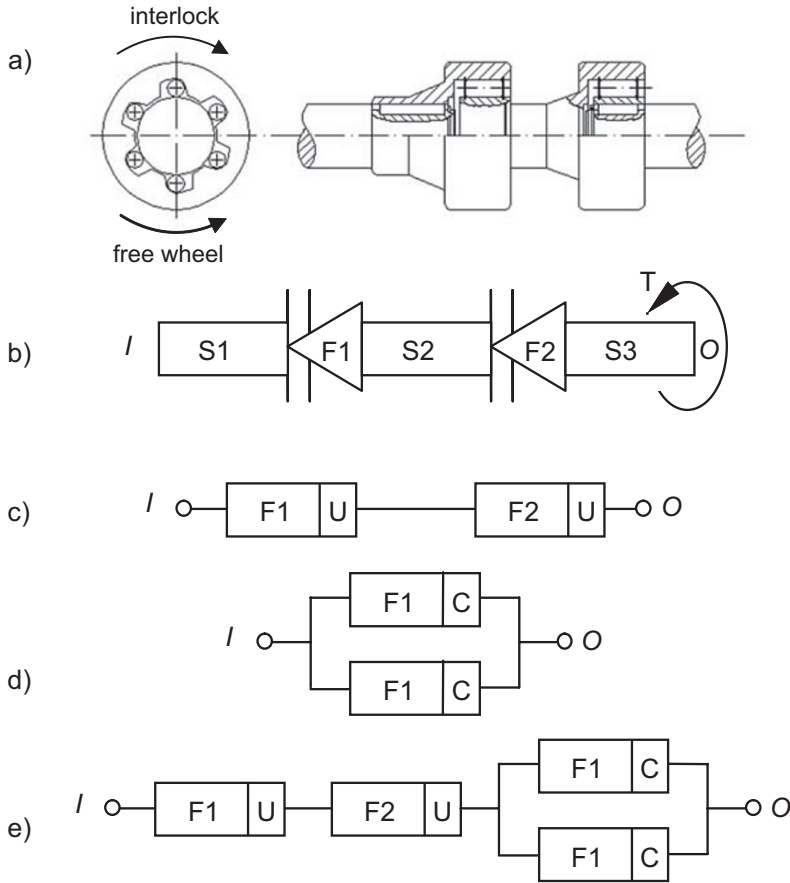 interlock
a)
free wheel
T
b) I S1 F1 S2 F2 S3 O
c) I F1 U F2 U O
F1 C
I O
d)
F1 C
F1 C
I F1 U F2 U O
e)
F1 C